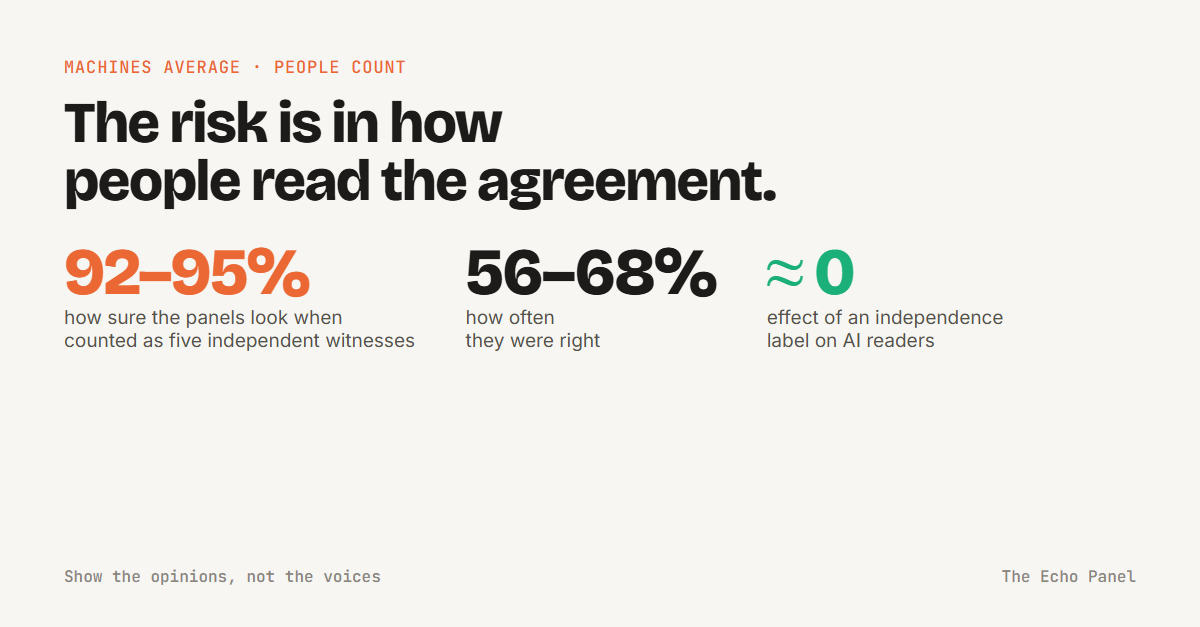 MACHINES AVERAGE · PEOPLE COUNT
The risk is in how
people read the agreement.
92–95%
how sure the panels look when
counted as five independent witnesses
56–68%
how often
they were right
≈ 0
effect of an independence
label on AI readers
Show the opinions, not the voices
The Echo Panel